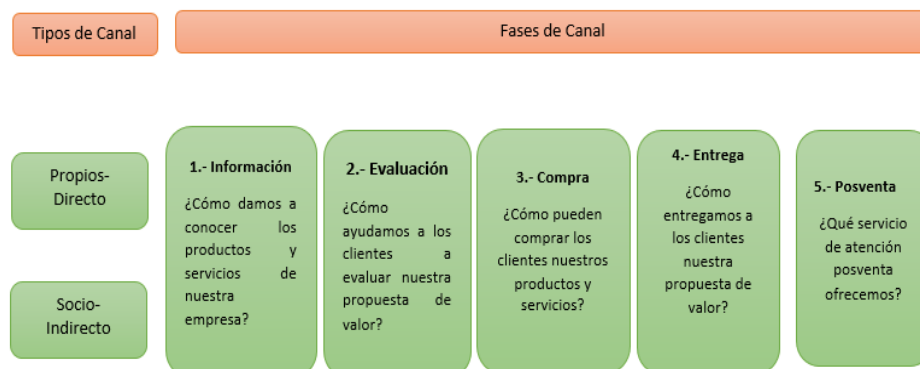 Tipos de Canal
Fases de Canal
Propios-
Directo
Socio-
Indirecto
1.- Información
¿Cómo damos a
conocer los
productos y
servicios de
nuestra
empresa?
2.- Evaluación
¿Cómo
ayudamos a los
clientes a
evaluar nuestra
propuesta de
valor?
3.- Compra
¿Cómo pueden
comprar los
clientes nuestros
productos y
servicios?
4.- Entrega
¿Cómo
entregamos a
los clientes
nuestra
propuesta de
valor?
5.- Posventa
¿Qué servicio
de atención
posventa
ofrecemos?